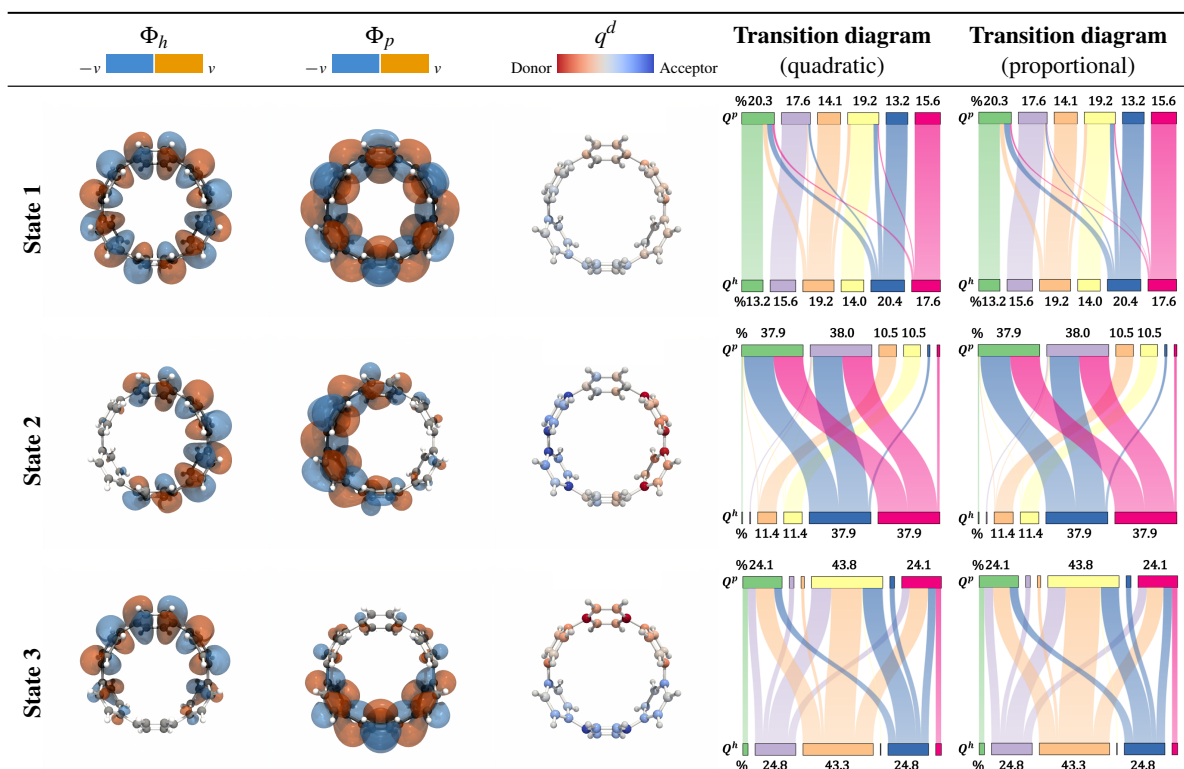 Φ_h Φ_p q^d Transition diagram Transition diagram
−v v −v v Donor Acceptor (quadratic) (proportional)
State 1
%20.3 17.6 14.1 19.2 13.2 15.6
Q^p
Q^h
%13.2 15.6 19.2 14.0 20.4 17.6
%20.3 17.6 14.1 19.2 13.2 15.6
Q^p
Q^h
%13.2 15.6 19.2 14.0 20.4 17.6
State 2
% 37.9 38.0 10.5 10.5
Q^p
Q^h
% 11.4 11.4 37.9 37.9
% 37.9 38.0 10.5 10.5
Q^p
Q^h
% 11.4 11.4 37.9 37.9
State 3
%24.1 43.8 24.1
Q^p
Q^h
% 24.8 43.3 24.8
%24.1 43.8 24.1
Q^p
Q^h
% 24.8 43.3 24.8